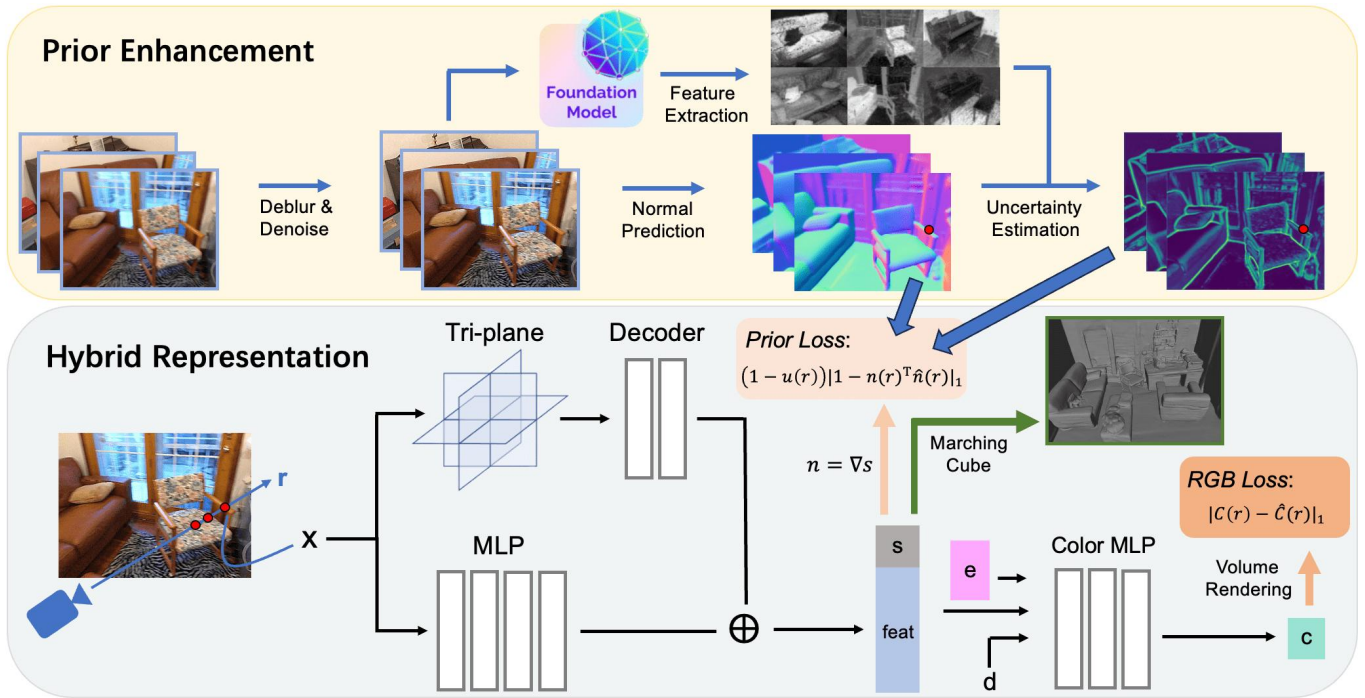 Prior Enhancement
Foundation
Model
Feature
Extraction
Deblur &
Denoise
Normal
Prediction
Uncertainty
Estimation
Hybrid Representation
Tri-plane
Decoder
Prior Loss:
(1 − u(r))|1 − n(r)ᵀn̂(r)|₁
n = ∇s
Marching
Cube
RGB Loss:
|C(r) − Ĉ(r)|₁
r
x
MLP
s
feat
e
d
Color MLP
Volume
Rendering
c